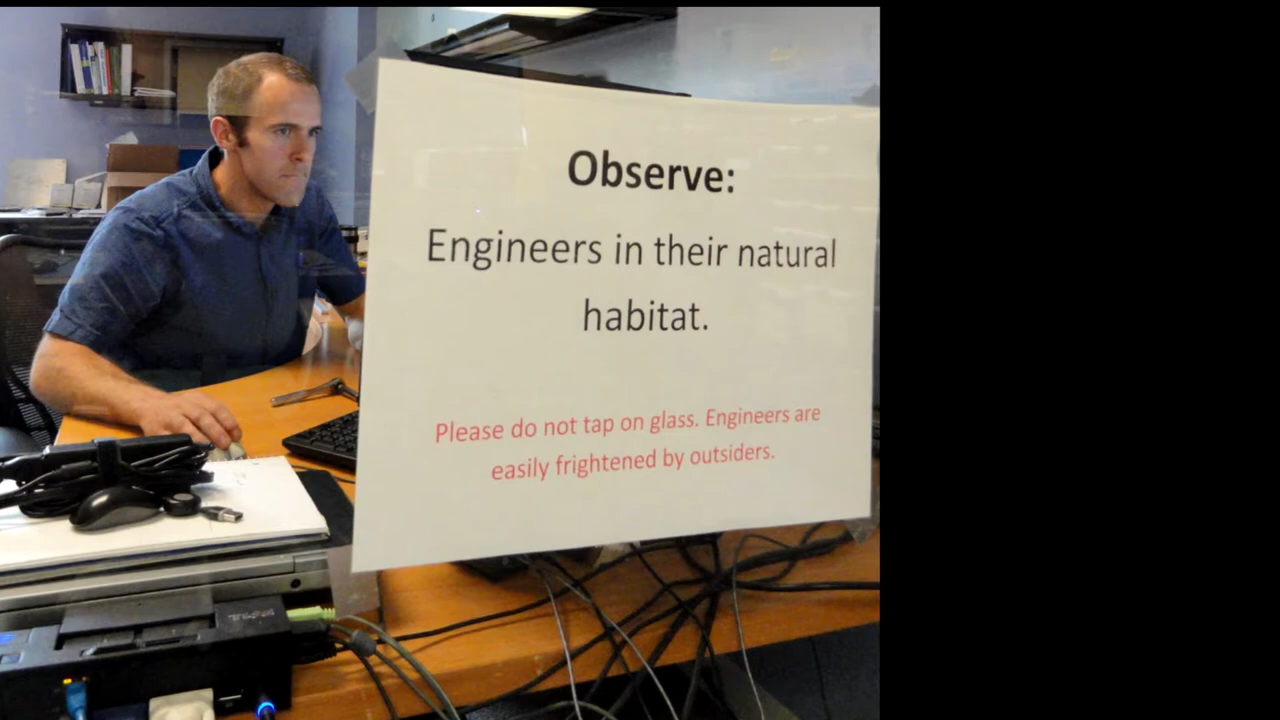 Observe:
Engineers in their natural
habitat.
Please do not tap on glass. Engineers are
easily frightened by outsiders.